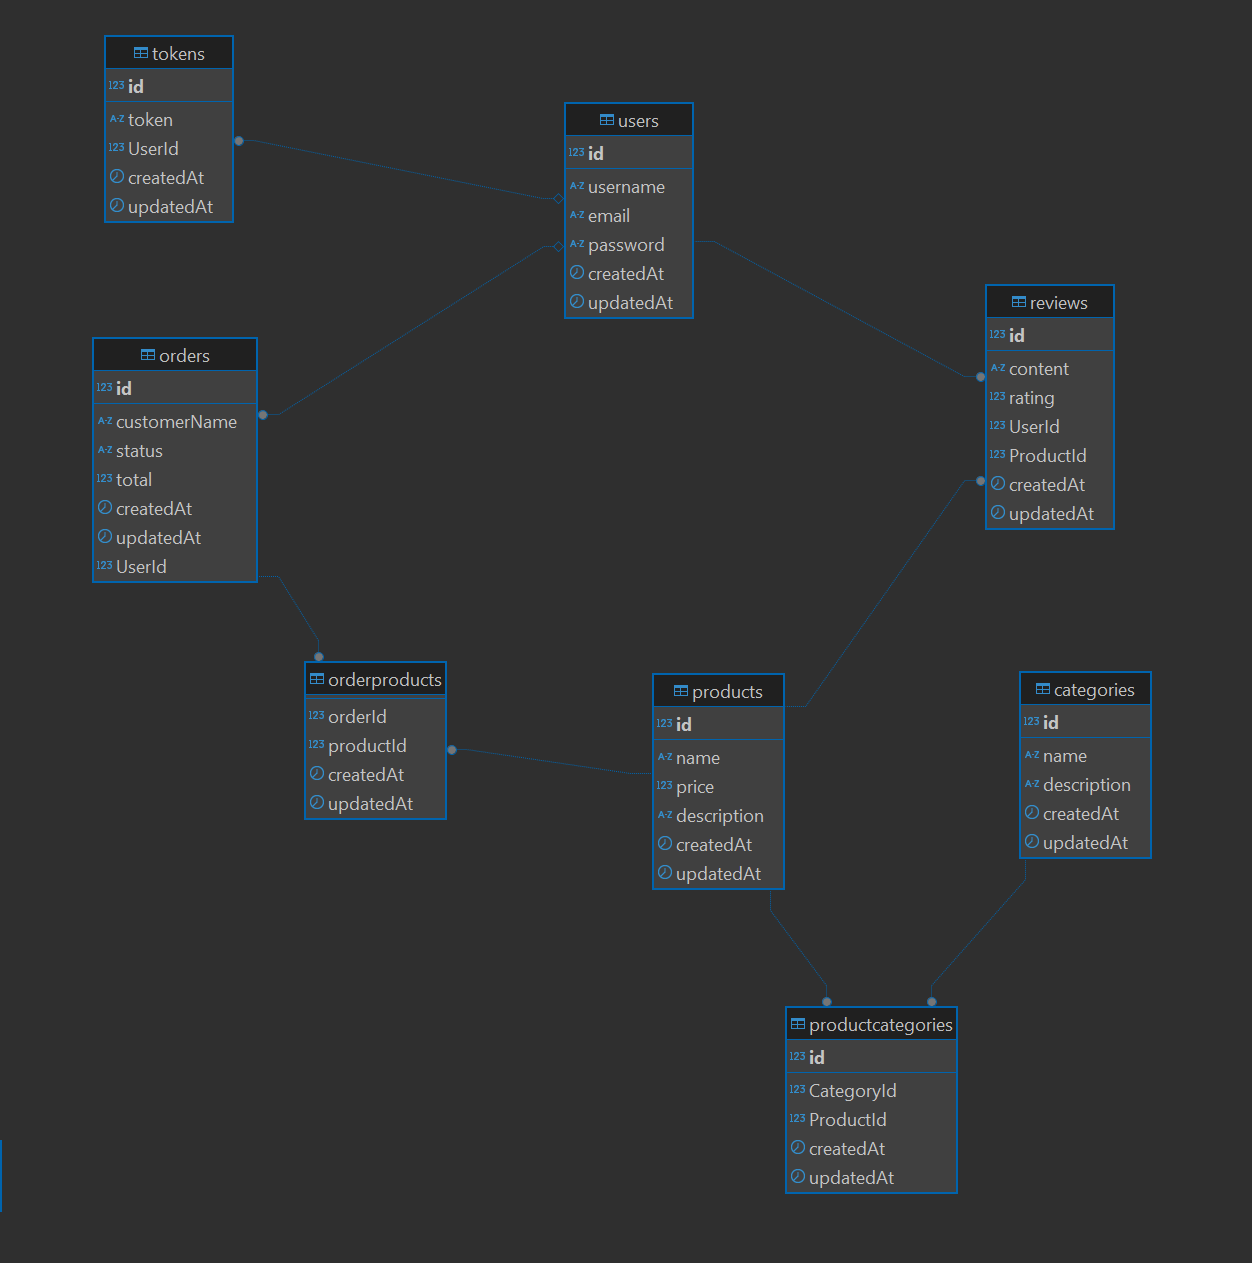 tokens
123 id
A-Z token
123 UserId
createdAt
updatedAt
users
123 id
A-Z username
A-Z email
A-Z password
createdAt
updatedAt
reviews
123 id
A-Z content
123 rating
123 UserId
123 ProductId
createdAt
updatedAt
orders
123 id
A-Z customerName
A-Z status
123 total
createdAt
updatedAt
123 UserId
orderproducts
123 orderId
123 productId
createdAt
updatedAt
products
123 id
A-Z name
123 price
A-Z description
createdAt
updatedAt
categories
123 id
A-Z name
A-Z description
createdAt
updatedAt
productcategories
123 id
123 CategoryId
123 ProductId
createdAt
updatedAt